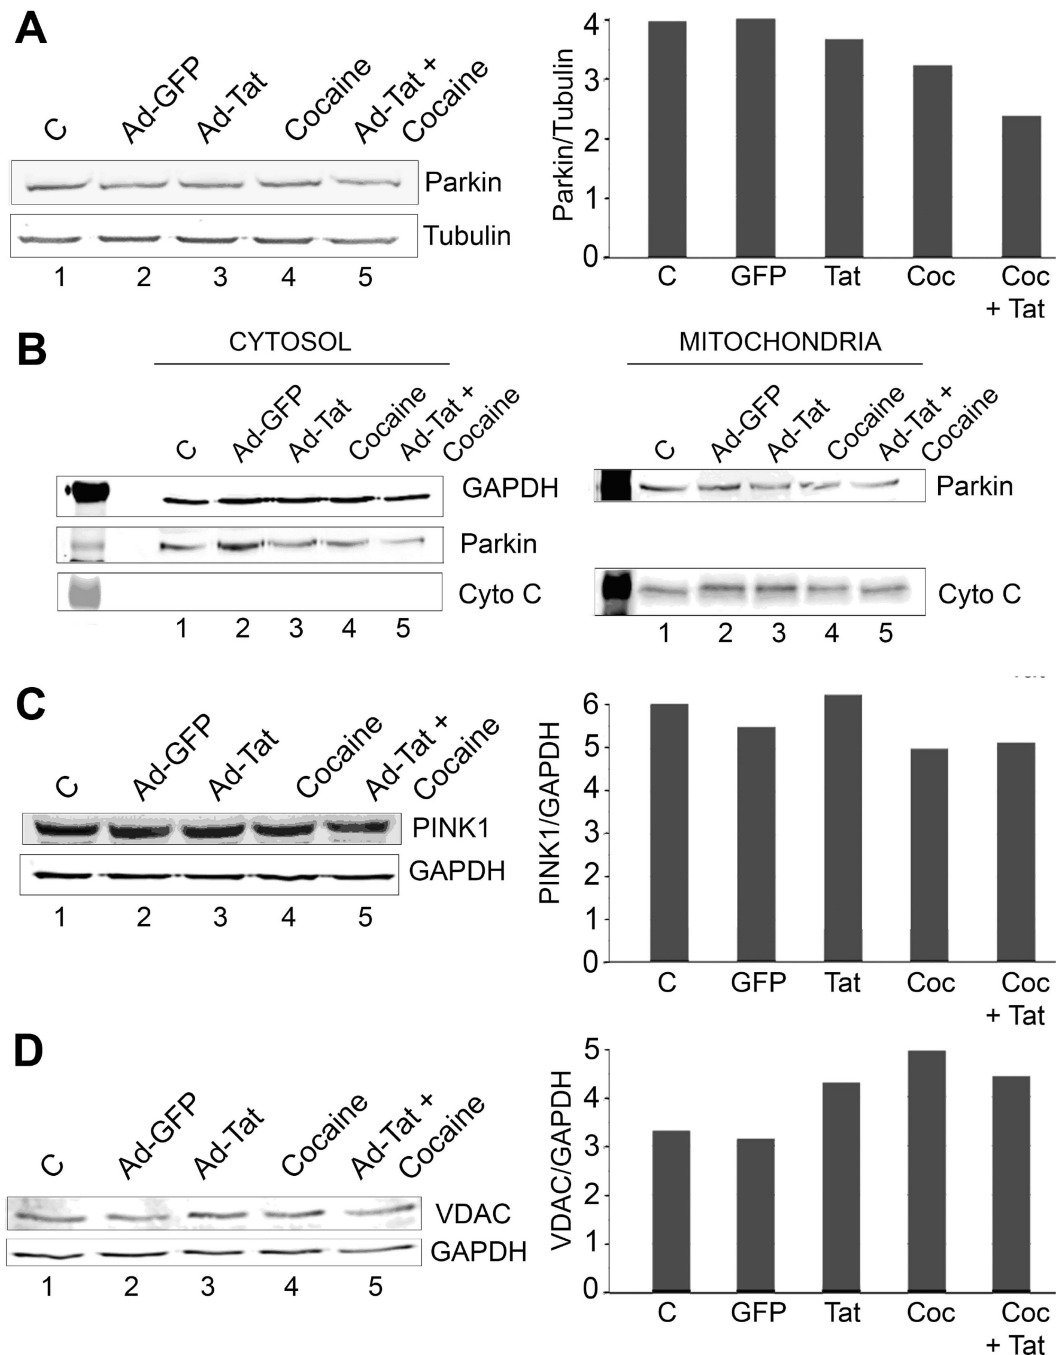 A
C
Ad-GFP
Ad-Tat
Cocaine
Ad-Tat +
Cocaine
Parkin
Tubulin
1 2 3 4 5
Parkin/Tubulin
4
3
2
1
0
C GFP Tat Coc Coc
+ Tat
B
CYTOSOL
C
Ad-GFP
Ad-Tat
Cocaine
Ad-Tat +
Cocaine
GAPDH
Parkin
Cyto C
1 2 3 4 5
MITOCHONDRIA
C
Ad-GFP
Ad-Tat
Cocaine
Ad-Tat +
Cocaine
Parkin
Cyto C
1 2 3 4 5
C
C
Ad-GFP
Ad-Tat
Cocaine
Ad-Tat +
Cocaine
PINK1
GAPDH
1 2 3 4 5
PINK1/GAPDH
6
5
4
3
2
1
0
C GFP Tat Coc Coc
+ Tat
D
C
Ad-GFP
Ad-Tat
Cocaine
Ad-Tat +
Cocaine
VDAC
GAPDH
1 2 3 4 5
VDAC/GAPDH
5
4
3
2
1
0
C GFP Tat Coc Coc
+ Tat